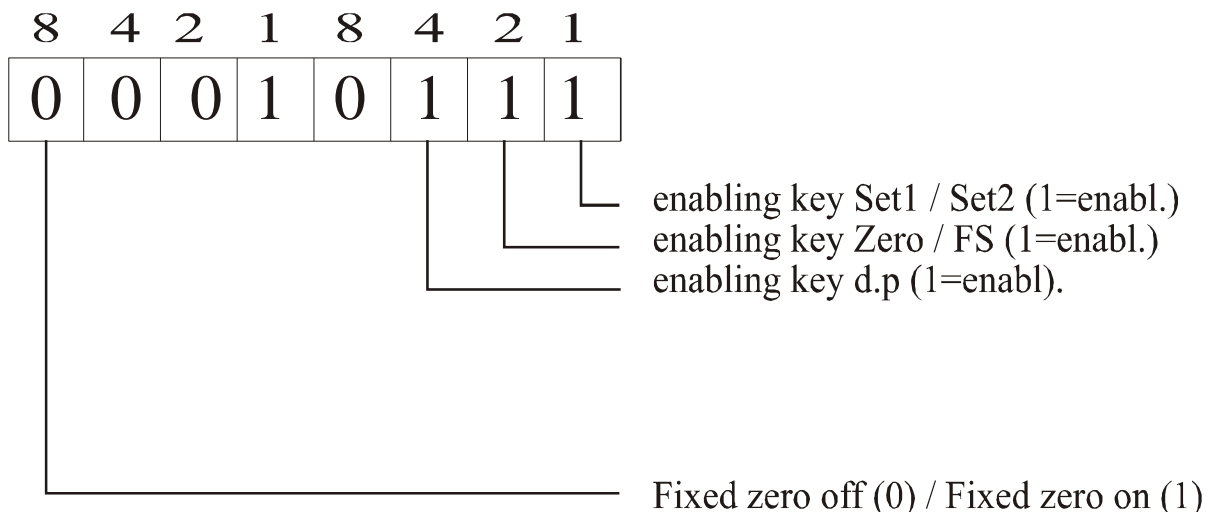 8 4 2 1 8 4 2 1
0 0 0 1 0 1 1 1
enabling key Set1 / Set2 (1=enabl.)
enabling key Zero / FS (1=enabl.)
enabling key d.p (1=enabl).
Fixed zero off (0) / Fixed zero on (1)